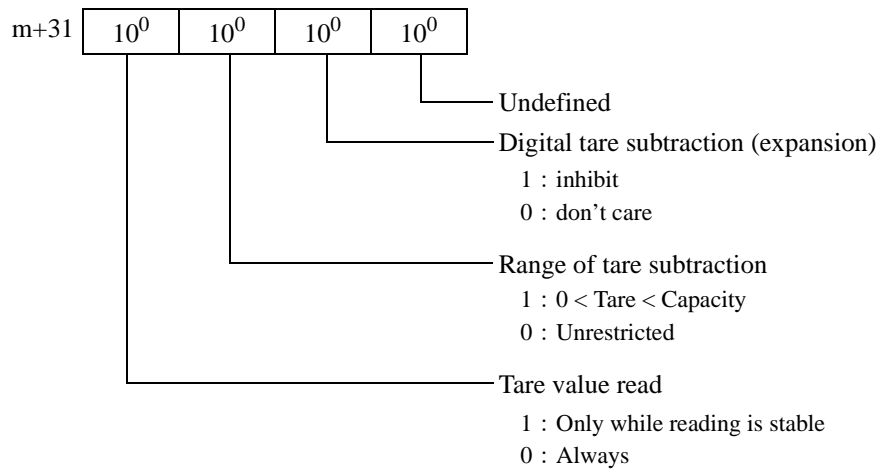 m+31 10⁰ 10⁰ 10⁰ 10⁰
Undefined
Digital tare subtraction (expansion)
1 : inhibit
0 : don’t care
Range of tare subtraction
1 : 0 < Tare < Capacity
0 : Unrestricted
Tare value read
1 : Only while reading is stable
0 : Always